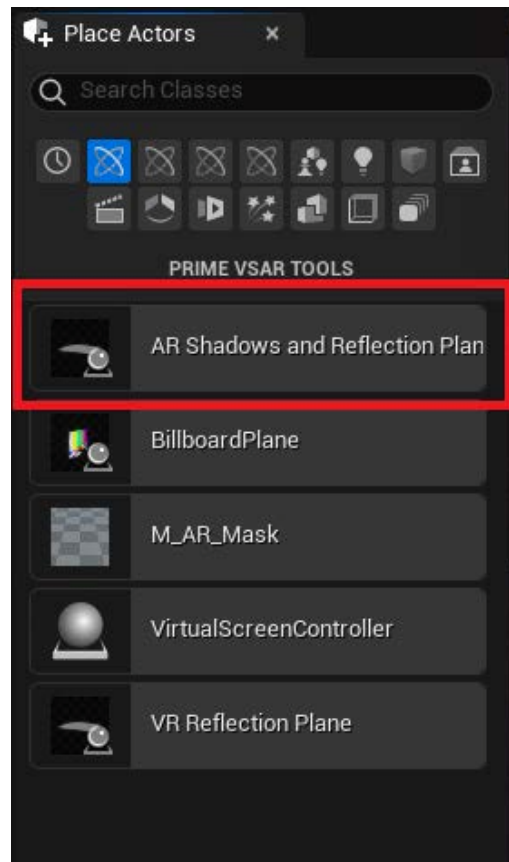 Place Actors
Search Classes
PRIME VSAR TOOLS
AR Shadows and Reflection Plan
BillboardPlane
M_AR_Mask
VirtualScreenController
VR Reflection Plane